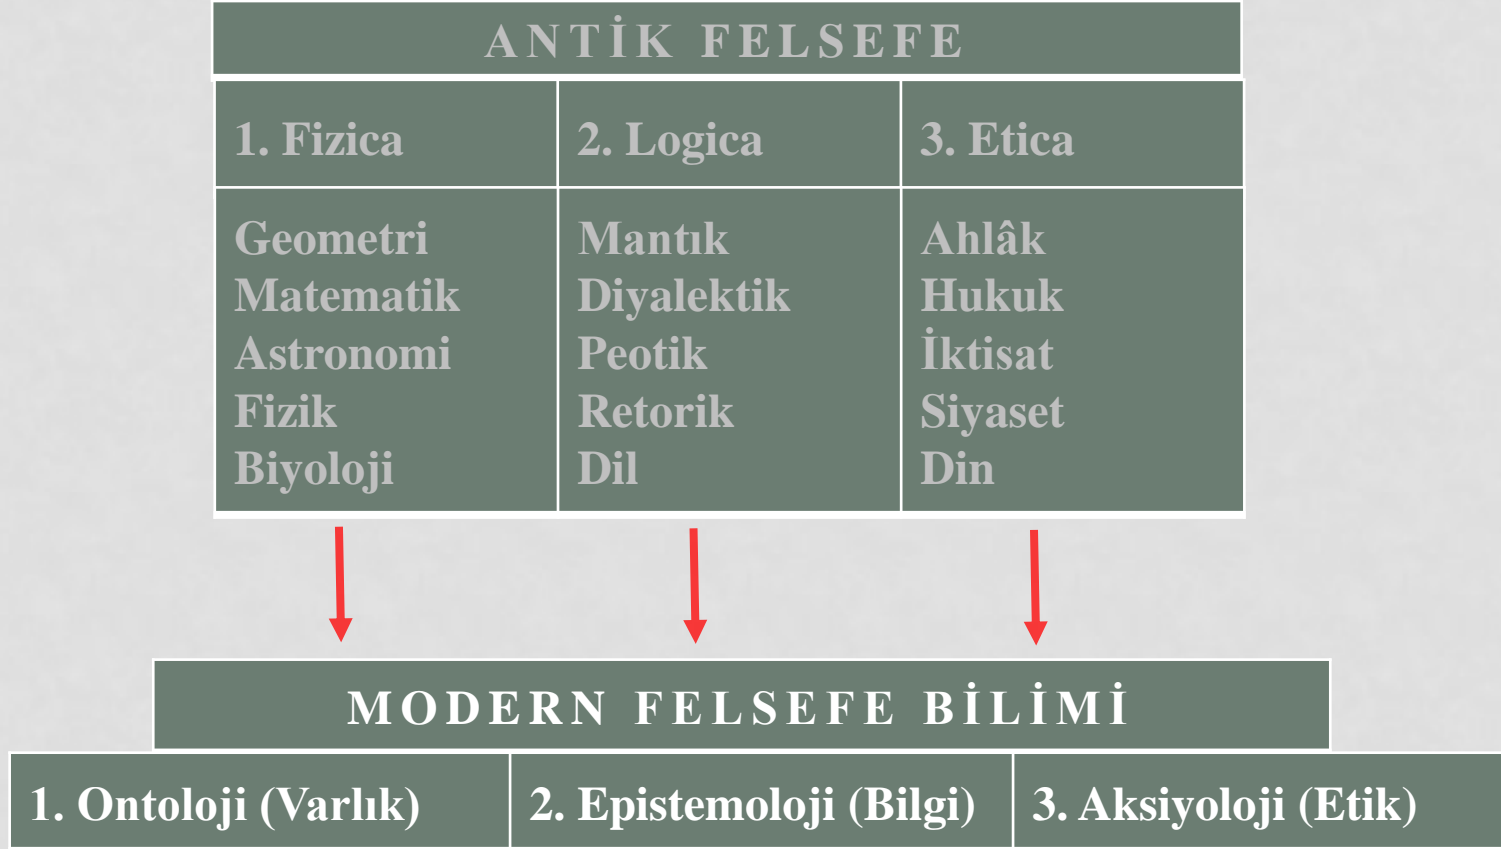 ANTİK FELSEFE
1. Fizica
2. Logica
3. Etica
Geometri
Matematik
Astronomi
Fizik
Biyoloji
Mantık
Diyalektik
Peotik
Retorik
Dil
Ahlâk
Hukuk
İktisat
Siyaset
Din
MODERN FELSEFE BİLİMİ
1. Ontoloji (Varlık)
2. Epistemoloji (Bilgi)
3. Aksiyoloji (Etik)